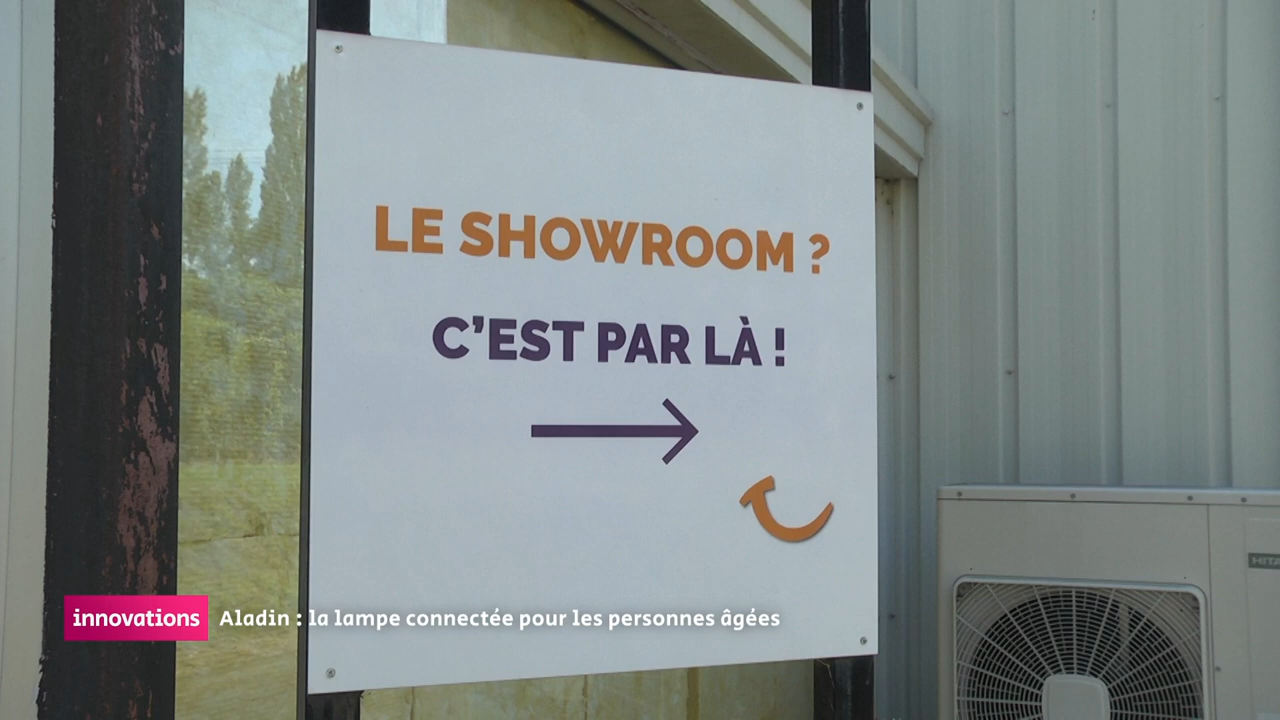 LE SHOWROOM ?
C'EST PAR LÀ !
innovations Aladin : la lampe connectée pour les personnes âgées